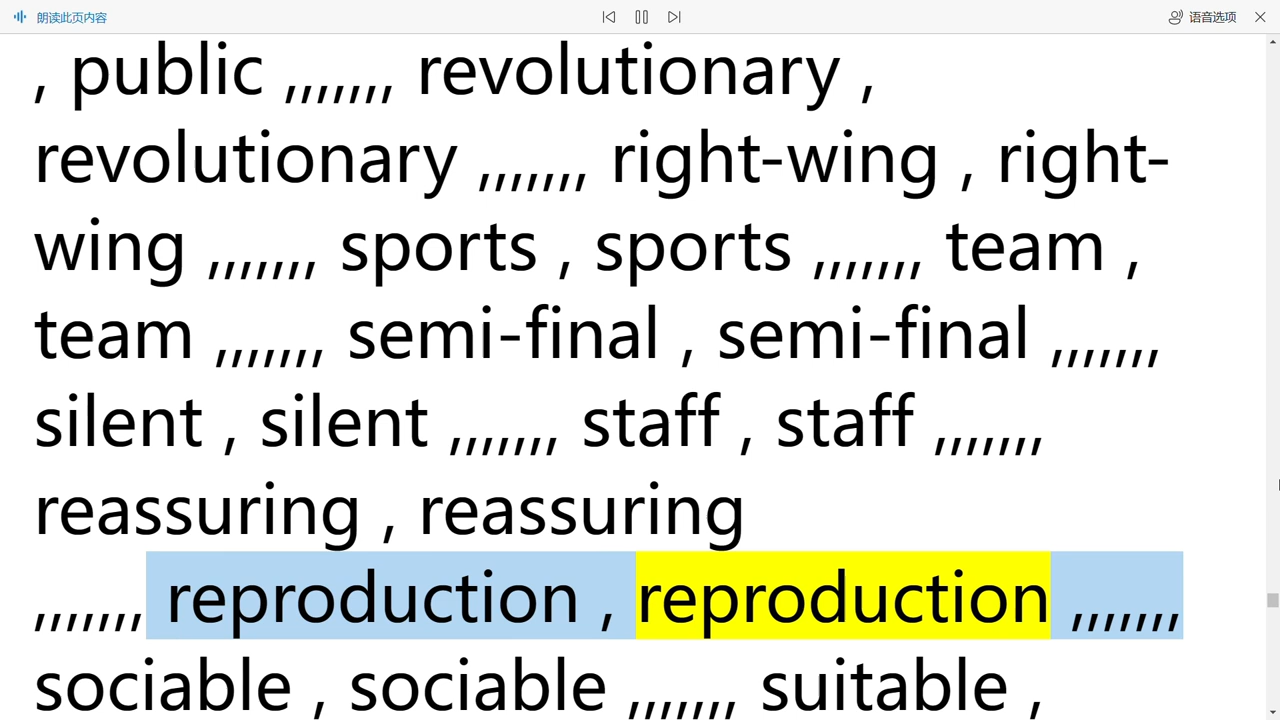 朗读此页内容
语音选项
, public ,,,,,,, revolutionary ,
revolutionary ,,,,,,, right-wing , right-
wing ,,,,,,, sports , sports ,,,,,,, team ,
team ,,,,,,, semi-final , semi-final ,,,,,,,
silent , silent ,,,,,,, staff , staff ,,,,,,,
reassuring , reassuring
,,,,,,, reproduction , reproduction ,,,,,,,
sociable , sociable ,,,,,,, suitable ,